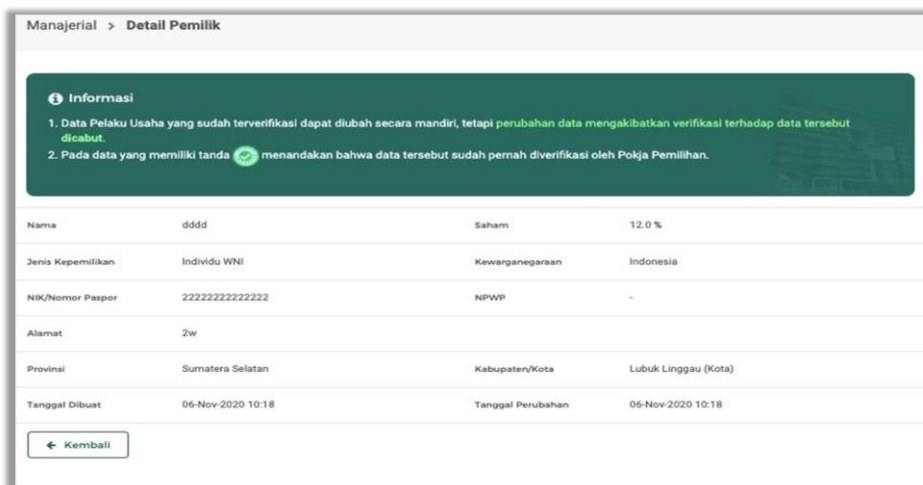 Manajerial > Detail Pemilik
Informasi
1. Data Pelaku Usaha yang sudah terverifikasi dapat diubah secara mandiri, tetapi perubahan data mengakibatkan verifikasi terhadap data tersebut
dicabut.
2. Pada data yang memiliki tanda menandakan bahwa data tersebut sudah pernah diverifikasi oleh Pokja Pemilihan.
Nama dddd Saham 12.0 %
Jenis Kepemilikan Individu WNI Kewarganegaraan Indonesia
NIK/Nomor Paspor 22222222222222 NPWP -
Alamat 2w
Provinsi Sumatera Selatan Kabupaten/Kota Lubuk Linggau (Kota)
Tanggal Dibuat 06-Nov-2020 10:18 Tanggal Perubahan 06-Nov-2020 10:18
← Kembali